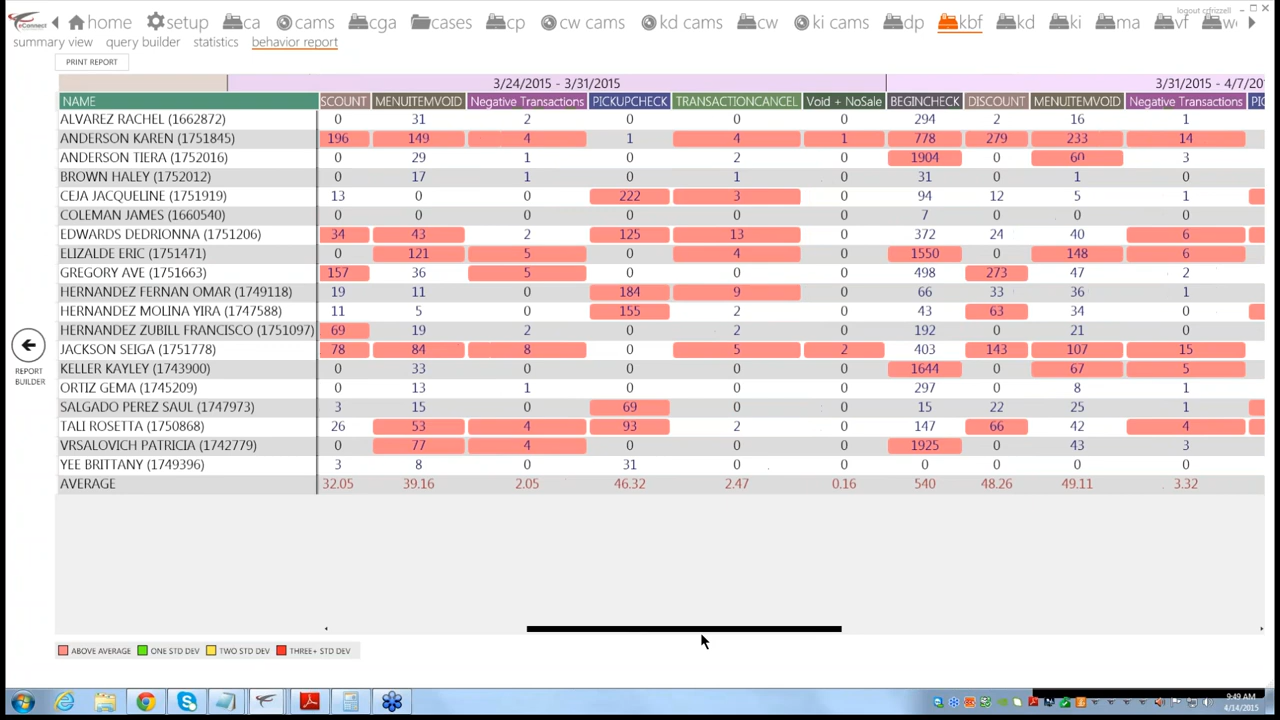 eConnect home setup ca cams cga cases cp cw cams kd cams cw ki cams dp kbf kd ki ma vf
logout crfrizzell
summary view query builder statistics behavior report
PRINT REPORT
3/24/2015 - 3/31/2015 3/31/2015 - 4/7/20
NAME SCOUNT MENUITEMVOID Negative Transactions PICKUPCHECK TRANSACTIONCANCEL Void + NoSale BEGINCHECK DISCOUNT MENUITEMVOID Negative Transactions PIC
ALVAREZ RACHEL (1662872) 0 31 2 0 0 0 294 2 16 1
ANDERSON KAREN (1751845) 196 149 4 1 4 1 778 279 233 14
ANDERSON TIERA (1752016) 0 29 1 0 2 0 1904 0 60 3
BROWN HALEY (1752012) 0 17 1 0 1 0 31 0 1 0
CEJA JACQUELINE (1751919) 13 0 0 222 3 0 94 12 5 1
COLEMAN JAMES (1660540) 0 0 0 0 0 0 7 0 0 0
EDWARDS DEDRIONNA (1751206) 34 43 2 125 13 0 372 24 40 6
ELIZALDE ERIC (1751471) 0 121 5 0 4 0 1550 0 148 6
GREGORY AVE (1751663) 157 36 5 0 0 0 498 273 47 2
HERNANDEZ FERNAN OMAR (1749118) 19 11 0 184 9 0 66 33 36 1
HERNANDEZ MOLINA YIRA (1747588) 11 5 0 155 2 0 43 63 34 0
HERNANDEZ ZUBILL FRANCISCO (1751097) 69 19 2 0 2 0 192 0 21 0
JACKSON SEIGA (1751778) 78 84 8 0 5 2 403 143 107 15
KELLER KAYLEY (1743900) 0 33 0 0 0 0 1644 0 67 5
ORTIZ GEMA (1745209) 0 13 1 0 0 0 297 0 8 1
SALGADO PEREZ SAUL (1747973) 3 15 0 69 0 0 15 22 25 1
TALI ROSETTA (1750868) 26 53 4 93 2 0 147 66 42 4
VRSALOVICH PATRICIA (1742779) 0 77 4 0 0 0 1925 0 43 3
YEE BRITTANY (1749396) 3 8 0 31 0 0 0 0 0 0
AVERAGE 32.05 39.16 2.05 46.32 2.47 0.16 540 48.26 49.11 3.32
REPORT
BUILDER
ABOVE AVERAGE ONE STD DEV TWO STD DEV THREE+ STD DEV
9:49 AM
4/14/2015